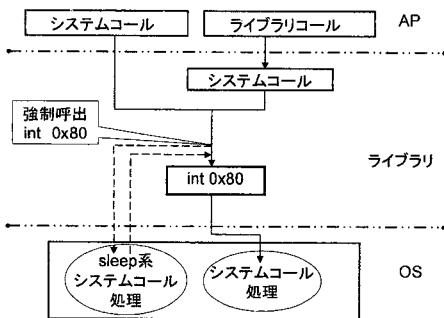 システムコール
ライブラリコール
AP
システムコール
強制呼出
int 0x80
ライブラリ
int 0x80
sleep系
システムコール
処理
システムコール
処理
OS